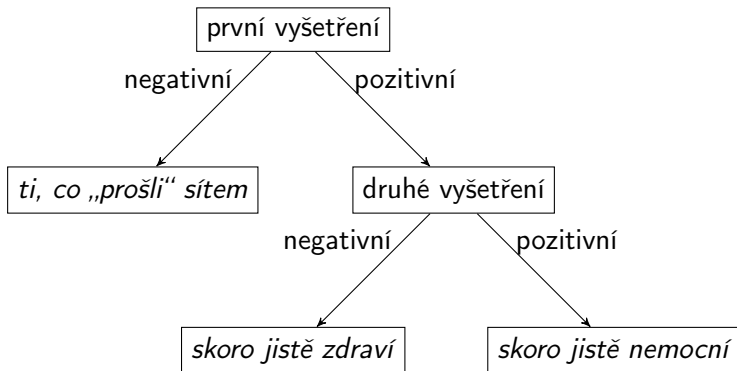 první vyšetření
negativní
pozitivní
ti, co „prošli“ sítem
druhé vyšetření
negativní
pozitivní
skoro jistě zdraví
skoro jistě nemocní